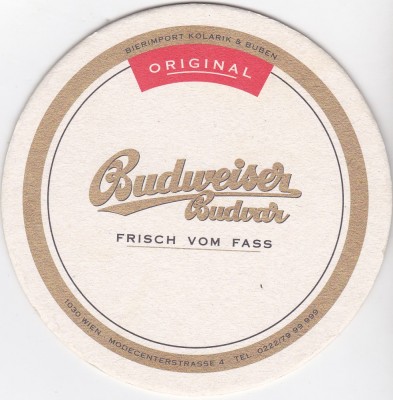 BIERIMPORT KOLARIK & BUBEN
ORIGINAL
Budweiser
Budvar
FRISCH VOM FASS
1030 WIEN, MODECENTERSTRASSE 4 - TEL. 0222/79 99 999